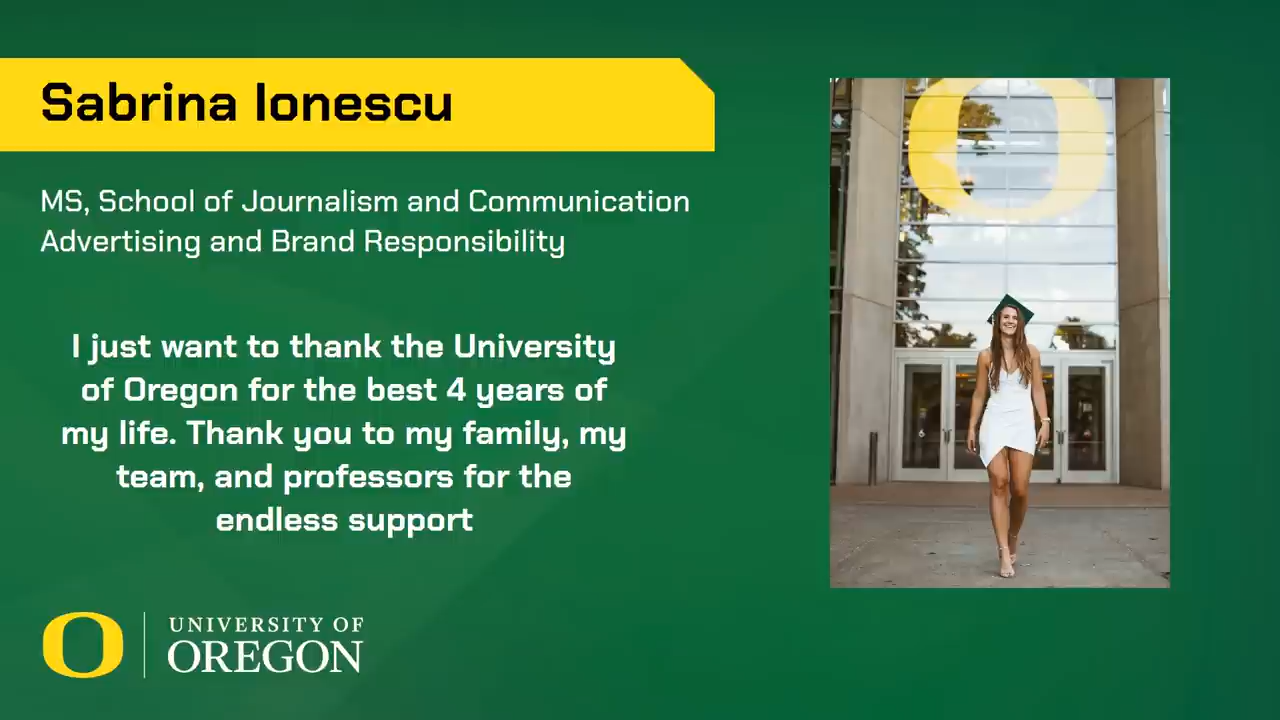 Sabrina Ionescu
MS, School of Journalism and Communication
Advertising and Brand Responsibility
I just want to thank the University
of Oregon for the best 4 years of
my life. Thank you to my family, my
team, and professors for the
endless support
O
UNIVERSITY OF
OREGON
O